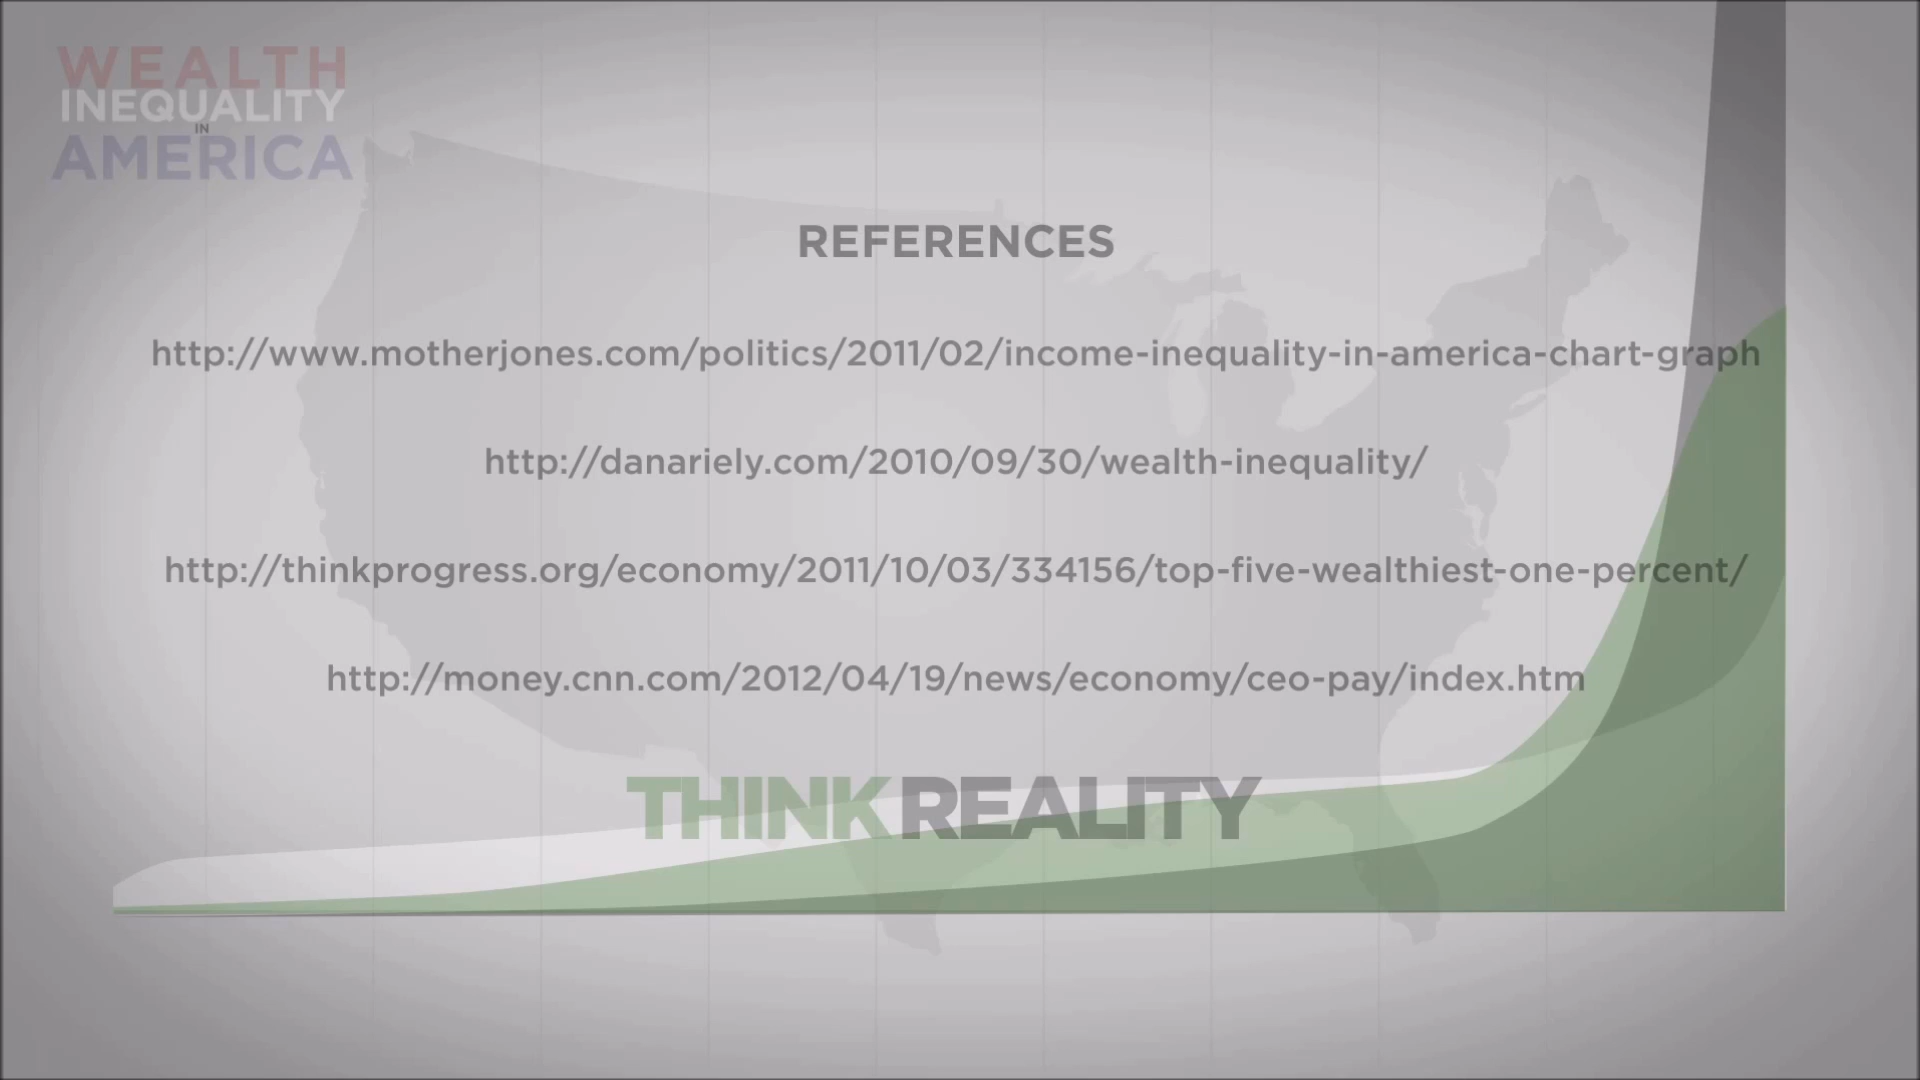 WEALTH
INEQUALITY
IN
AMERICA
REFERENCES
http://www.motherjones.com/politics/2011/02/income-inequality-in-america-chart-graph
http://danariely.com/2010/09/30/wealth-inequality/
http://thinkprogress.org/economy/2011/10/03/334156/top-five-wealthiest-one-percent/
http://money.cnn.com/2012/04/19/news/economy/ceo-pay/index.htm
THINKREALITY